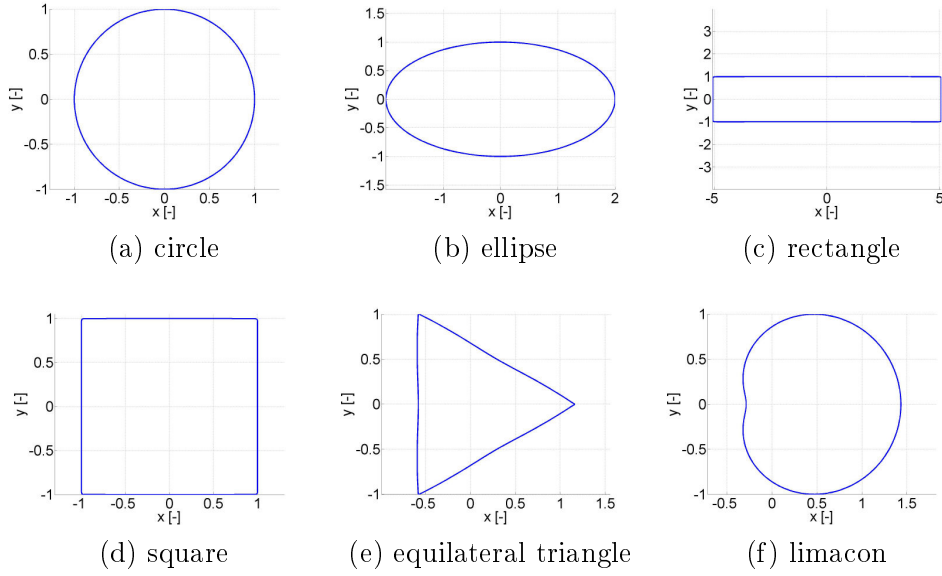 1
0.5
0
-0.5
-1
y [-]
-1 -0.5 0 0.5 1
x [-]
(a) circle
1.5
1
0.5
0
-0.5
-1
-1.5
y [-]
-1 0 1 2
x [-]
(b) ellipse
3
2
1
0
-1
-2
-3
y [-]
-5 0 5
x [-]
(c) rectangle
1
0.5
0
-0.5
-1
y [-]
-1 -0.5 0 0.5 1
x [-]
(d) square
1
0.5
0
-0.5
-1
y [-]
-0.5 0 0.5 1 1.5
x [-]
(e) equilateral triangle
1
0.5
0
-0.5
-1
y [-]
-0.5 0 0.5 1 1.5
x [-]
(f) limacon